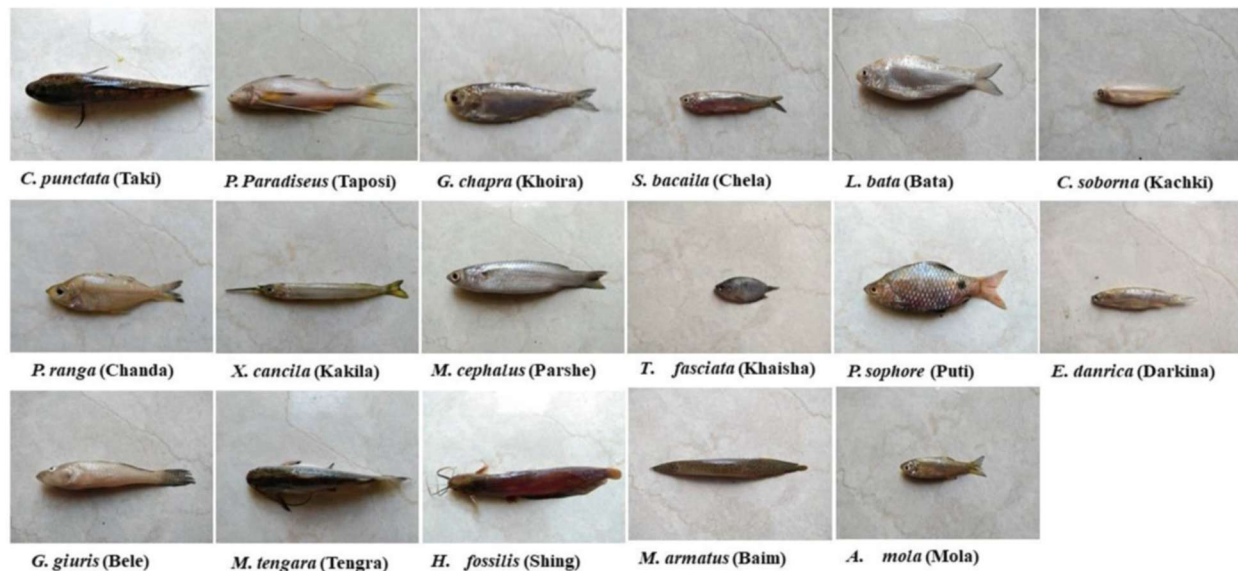 C. punctata (Taki) P. Paradiseus (Taposi) G. chapra (Khoira) S. bacaila (Chela) L. bata (Bata) C. soborna (Kachki)
P. ranga (Chanda) X. cancila (Kakila) M. cephalus (Parshe) T. fasciata (Khaisha) P. sophore (Puti) E. danrica (Darkina)
G. giuris (Bele) M. tengara (Tengra) H. fossilis (Shing) M. armatus (Baim) A. mola (Mola)